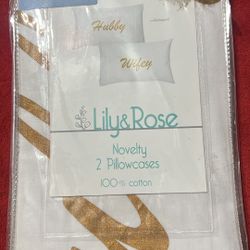 Hubby
Wifey
Lily&Rose
Novelty
2 Pillowcases
100% cotton